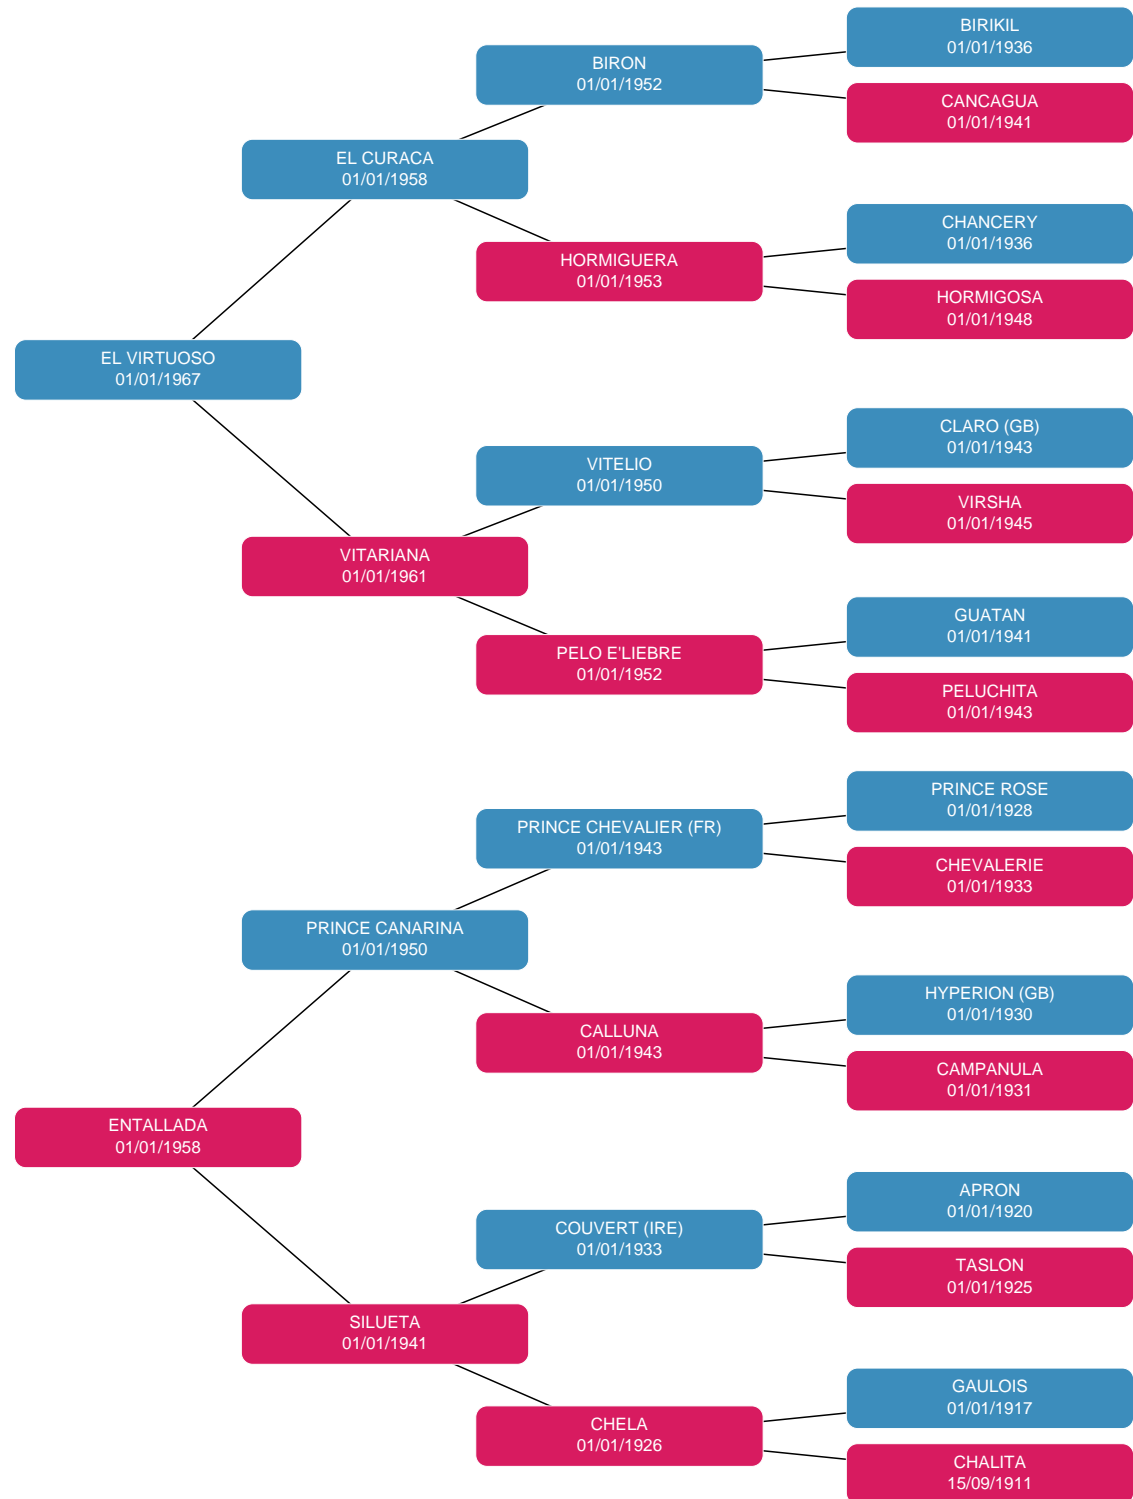 BIRIKIL
01/01/1936
BIRON
01/01/1952
CANCAGUA
01/01/1941
EL CURACA
01/01/1958
CHANCERY
01/01/1936
HORMIGUERA
01/01/1953
HORMIGOSA
01/01/1948
EL VIRTUOSO
01/01/1967
CLARO (GB)
01/01/1943
VITELIO
01/01/1950
VIRSHA
01/01/1945
VITARIANA
01/01/1961
GUATAN
01/01/1941
PELO E'LIEBRE
01/01/1952
PELUCHITA
01/01/1943
PRINCE ROSE
01/01/1928
PRINCE CHEVALIER (FR)
01/01/1943
CHEVALERIE
01/01/1933
PRINCE CANARINA
01/01/1950
HYPERION (GB)
01/01/1930
CALLUNA
01/01/1943
CAMPANULA
01/01/1931
ENTALLADA
01/01/1958
APRON
01/01/1920
COUVERT (IRE)
01/01/1933
TASLON
01/01/1925
SILUETA
01/01/1941
GAULOIS
01/01/1917
CHELA
01/01/1926
CHALITA
15/09/1911